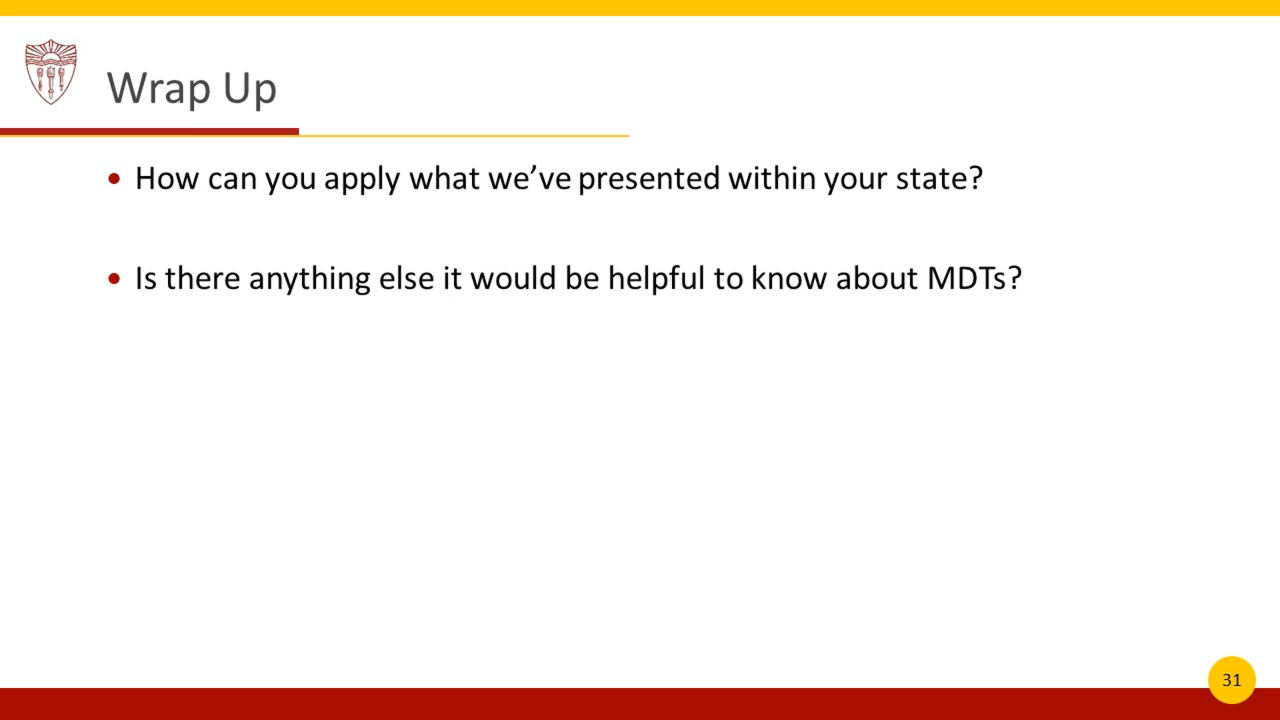 Wrap Up
• How can you apply what we’ve presented within your state?
• Is there anything else it would be helpful to know about MDTs?
31